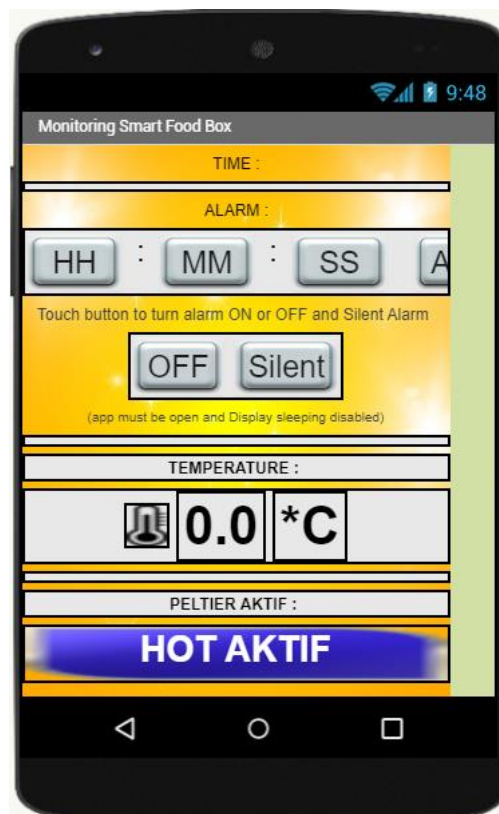 9:48
Monitoring Smart Food Box
TIME :
ALARM :
HH : MM : SS A
Touch button to turn alarm ON or OFF and Silent Alarm
OFF Silent
(app must be open and Display sleeping disabled)
TEMPERATURE :
0.0 *C
PELTIER AKTIF :
HOT AKTIF